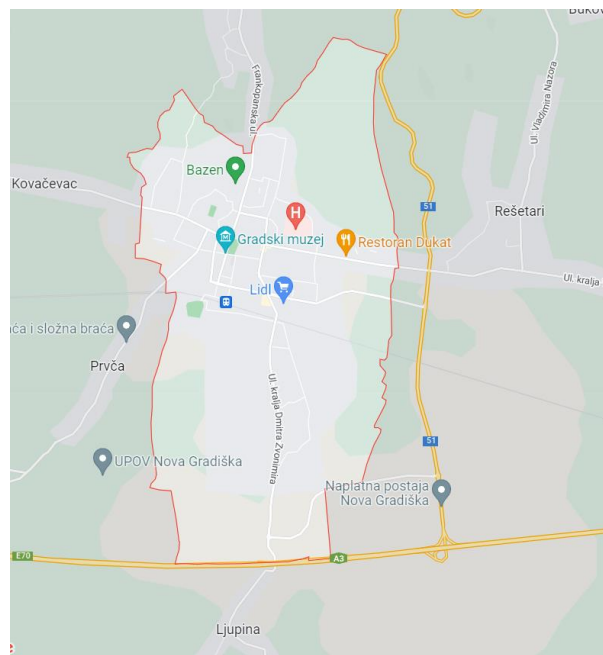 Bukov
Frankopanska ul.
Ul. Vladimira Nazora
Bazen
Kovačevac
51
Rešetari
H
Gradski muzej
Restoran Dukat
Ul. kralja
Lidl
ća i složna braća
Prvča
Ul. kralja Dmitra Zvonimira
51
UPOV Nova Gradiška
Naplatna postaja
Nova Gradiška
E70
A3
Ljupina